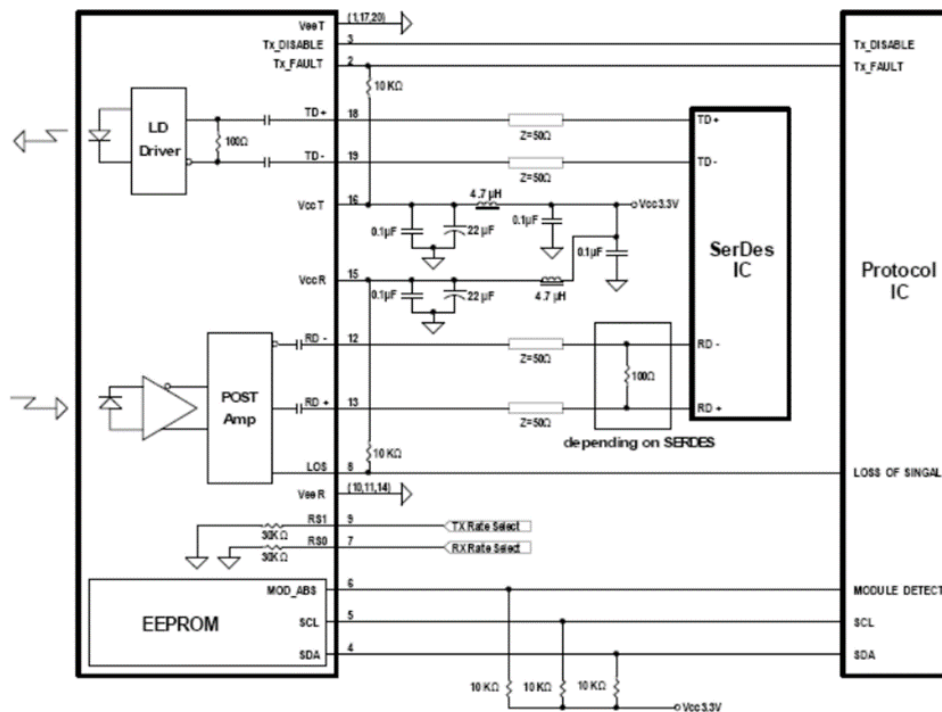 VeeT (1,17,20)
Tx_DISABLE 3 Tx_DISABLE
Tx_FAULT 2 Tx_FAULT
10 KΩ
LD
Driver
100Ω
TD+ 18 TD+
Z=50Ω
TD- 19 TD-
Z=50Ω
4.7 µH
VccT 16 Vcc3.3V
0.1µF 22 µF 0.1µF 0.1µF
SerDes
IC
Protocol
IC
VccR 15
0.1µF 22 µF 4.7 µH
RD - 12 RD -
Z=50Ω
100Ω
POST
Amp
RD + 13 RD +
Z=50Ω
depending on SERDES
10 KΩ
LOS 8 LOSS OF SINGAL
VeeR (10,11,14)
RS1 9 TX Rate Select
30KΩ
RS0 7 RX Rate Select
30KΩ
MOD_ABS 6 MODULE DETECT
EEPROM
SCL 5 SCL
SDA 4 SDA
10 KΩ 10 KΩ 10 KΩ
Vcc3.3V